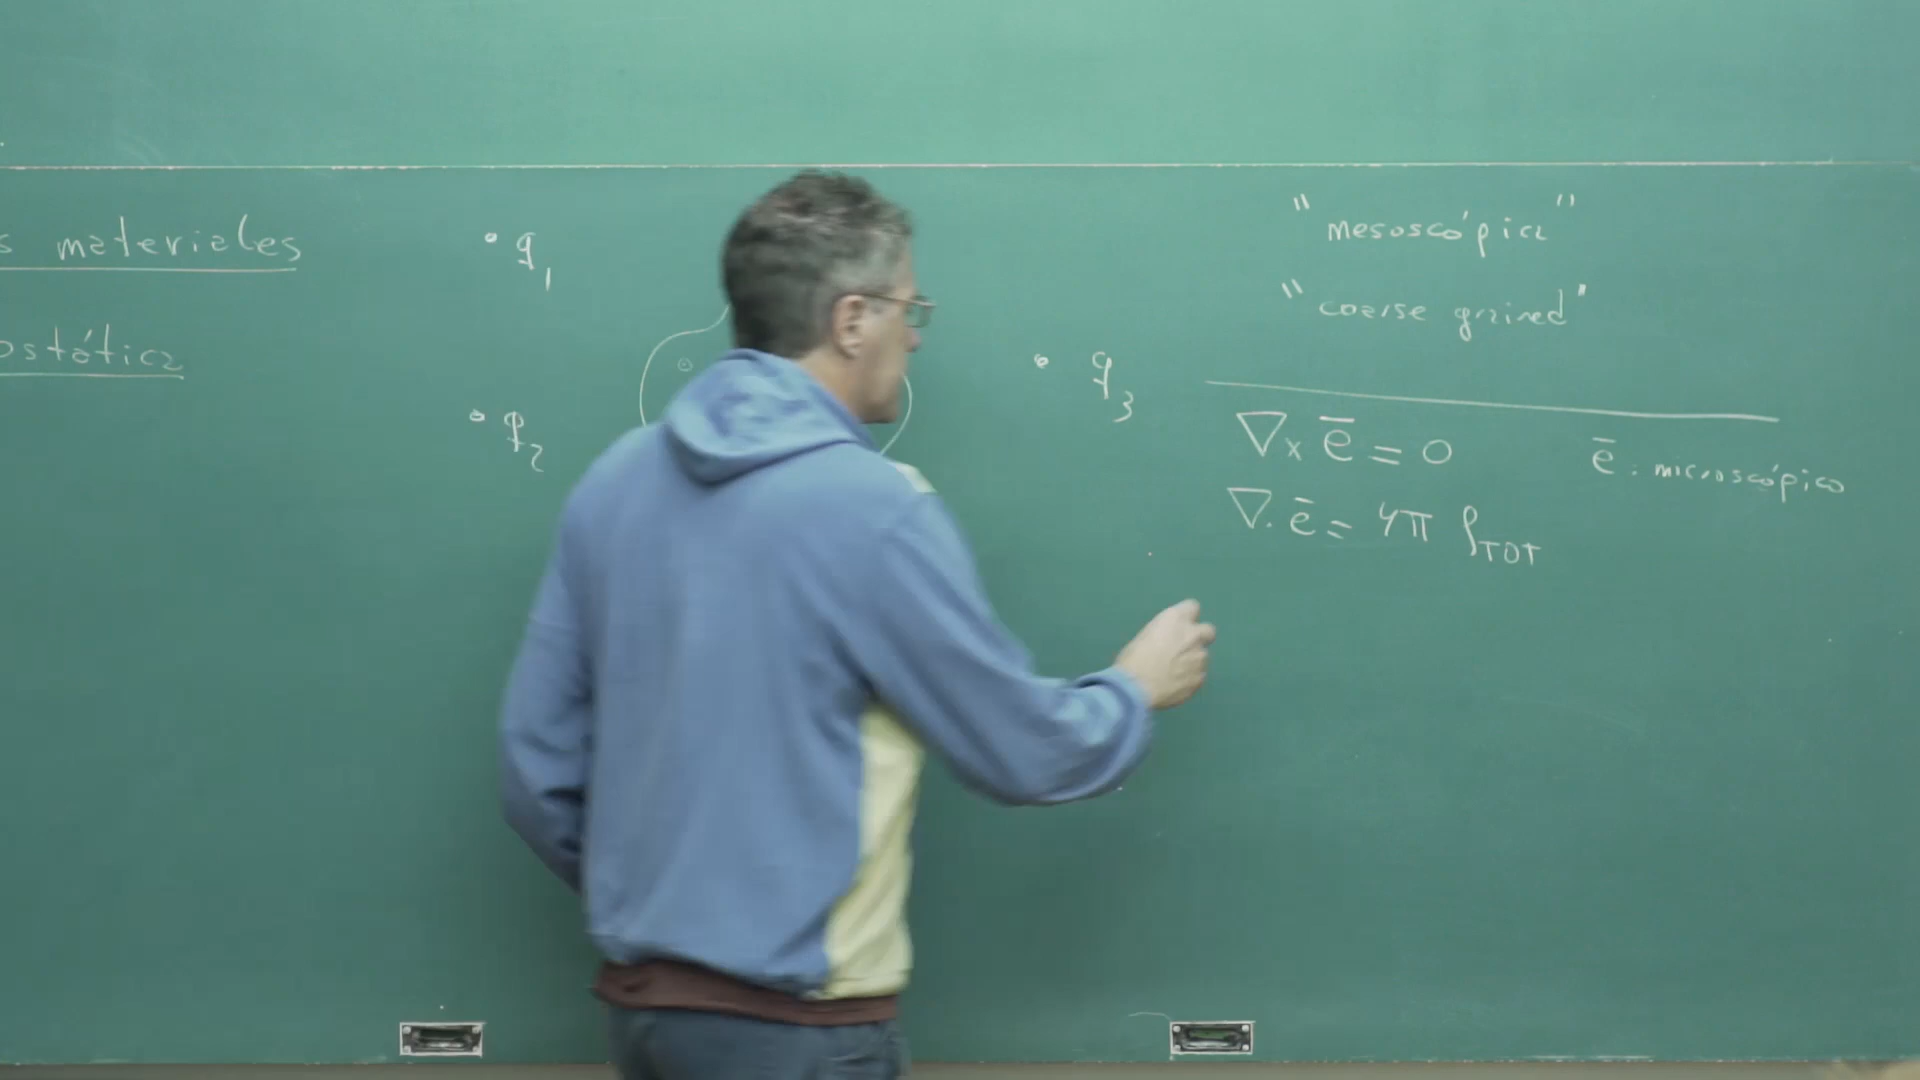 s materiales
ostática
q1
q2
q3
"mesoscópica"
"coarse grained"
∇× ē = 0
ē: microscópico
∇· ē = 4π ρTOT